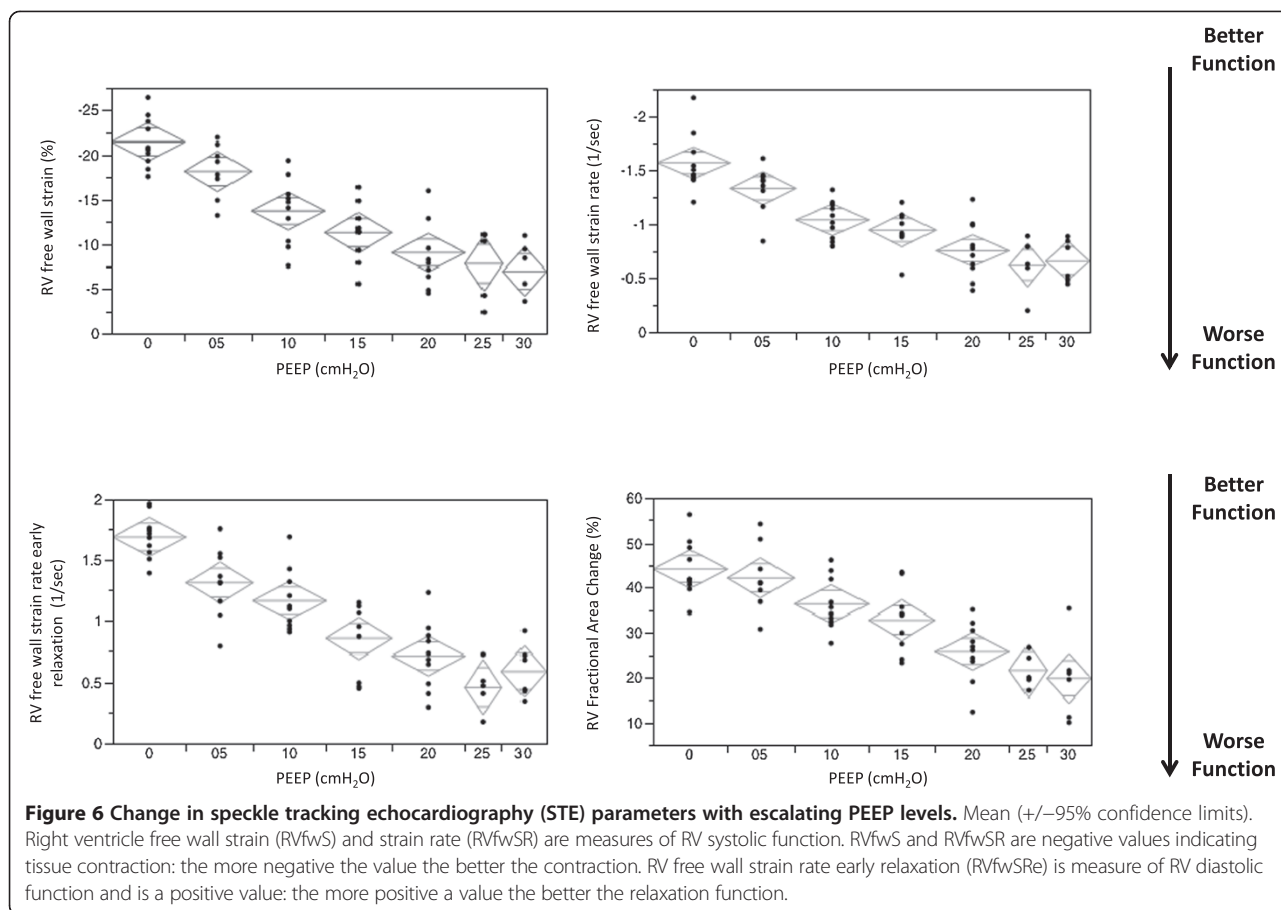 Better
Function
-25
-20
-15
-10
-5
0
RV free wall strain (%)
0 05 10 15 20 25 30
PEEP (cmH₂O)
-2
-1.5
-1
-0.5
0
RV free wall strain rate (1/sec)
0 05 10 15 20 25 30
PEEP (cmH₂O)
Worse
Function
Better
Function
2
1.5
1
0.5
0
RV free wall strain rate early
relaxation (1/sec)
0 05 10 15 20 25 30
PEEP (cmH₂O)
60
50
40
30
20
10
RV Fractional Area Change (%)
0 05 10 15 20 25 30
PEEP (cmH₂O)
Worse
Function
Figure 6 Change in speckle tracking echocardiography (STE) parameters with escalating PEEP levels. Mean (+/−95% confidence limits).
Right ventricle free wall strain (RVfwS) and strain rate (RVfwSR) are measures of RV systolic function. RVfwS and RVfwSR are negative values indicating
tissue contraction: the more negative the value the better the contraction. RV free wall strain rate early relaxation (RVfwSRe) is measure of RV diastolic
function and is a positive value: the more positive a value the better the relaxation function.